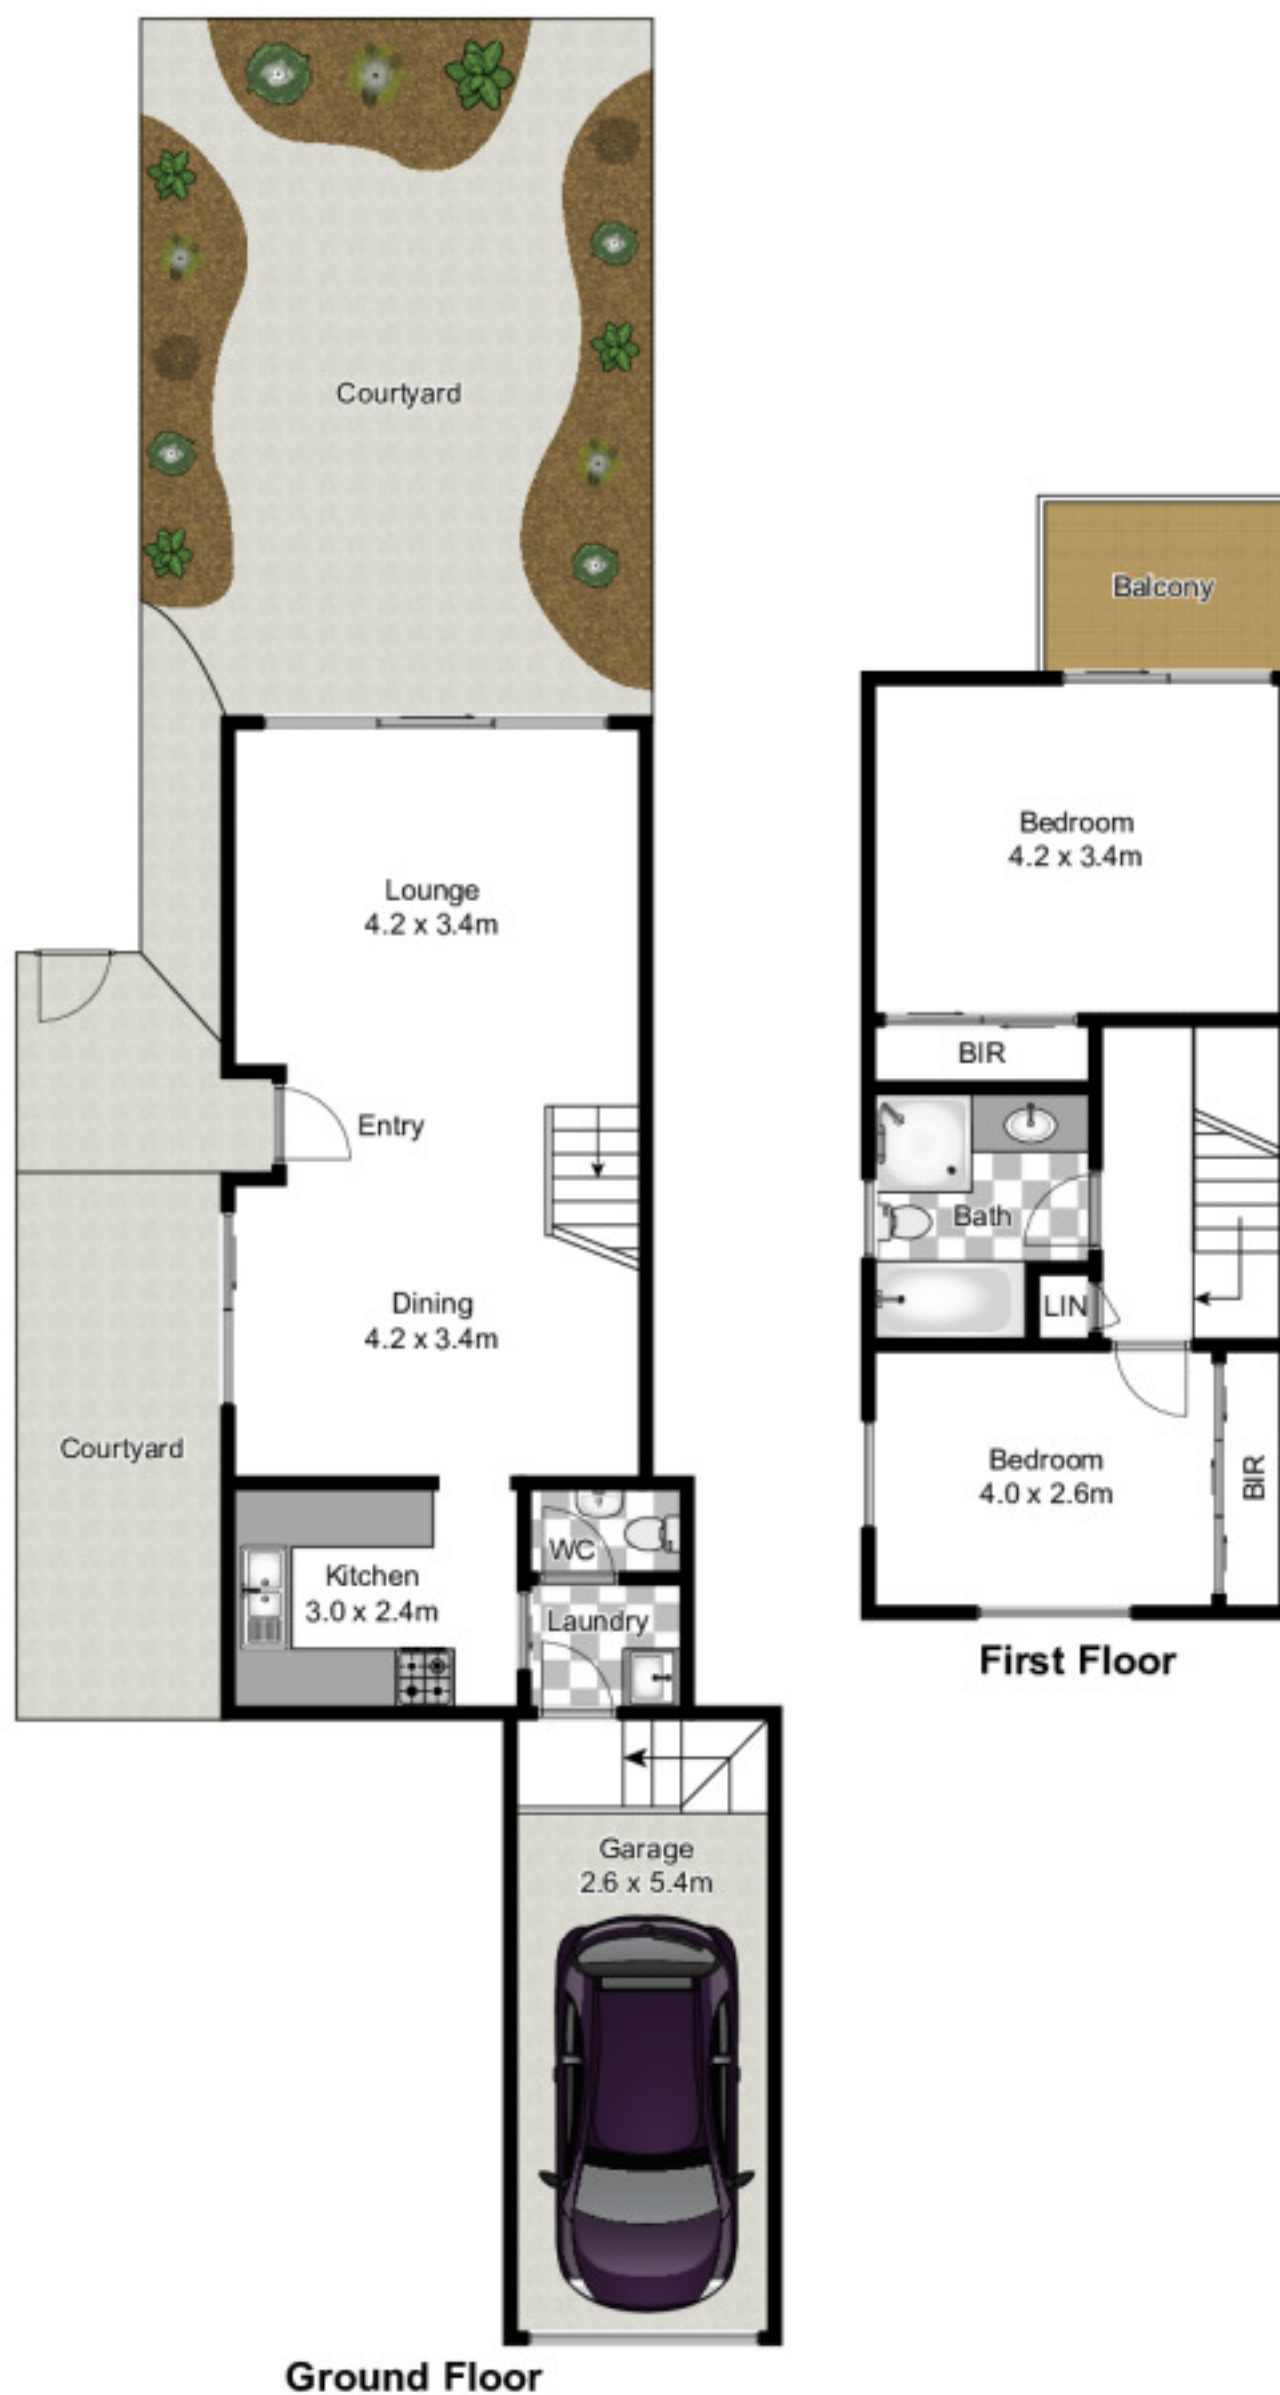 Courtyard
Lounge
4.2 x 3.4m
Entry
Dining
4.2 x 3.4m
Courtyard
Kitchen
3.0 x 2.4m
WC
Laundry
Garage
2.6 x 5.4m
Ground Floor
Balcony
Bedroom
4.2 x 3.4m
BIR
Bath
LIN
Bedroom
4.0 x 2.6m
BIR
First Floor